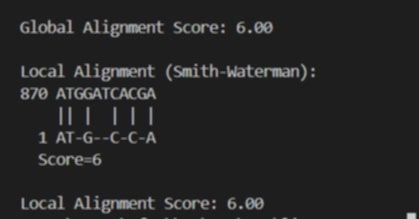 Global Alignment Score: 6.00
Local Alignment (Smith-Waterman):
870 ATGGATCACGA
    || |  | | |
  1 AT-G--C-C-A
  Score=6
Local Alignment Score: 6.00